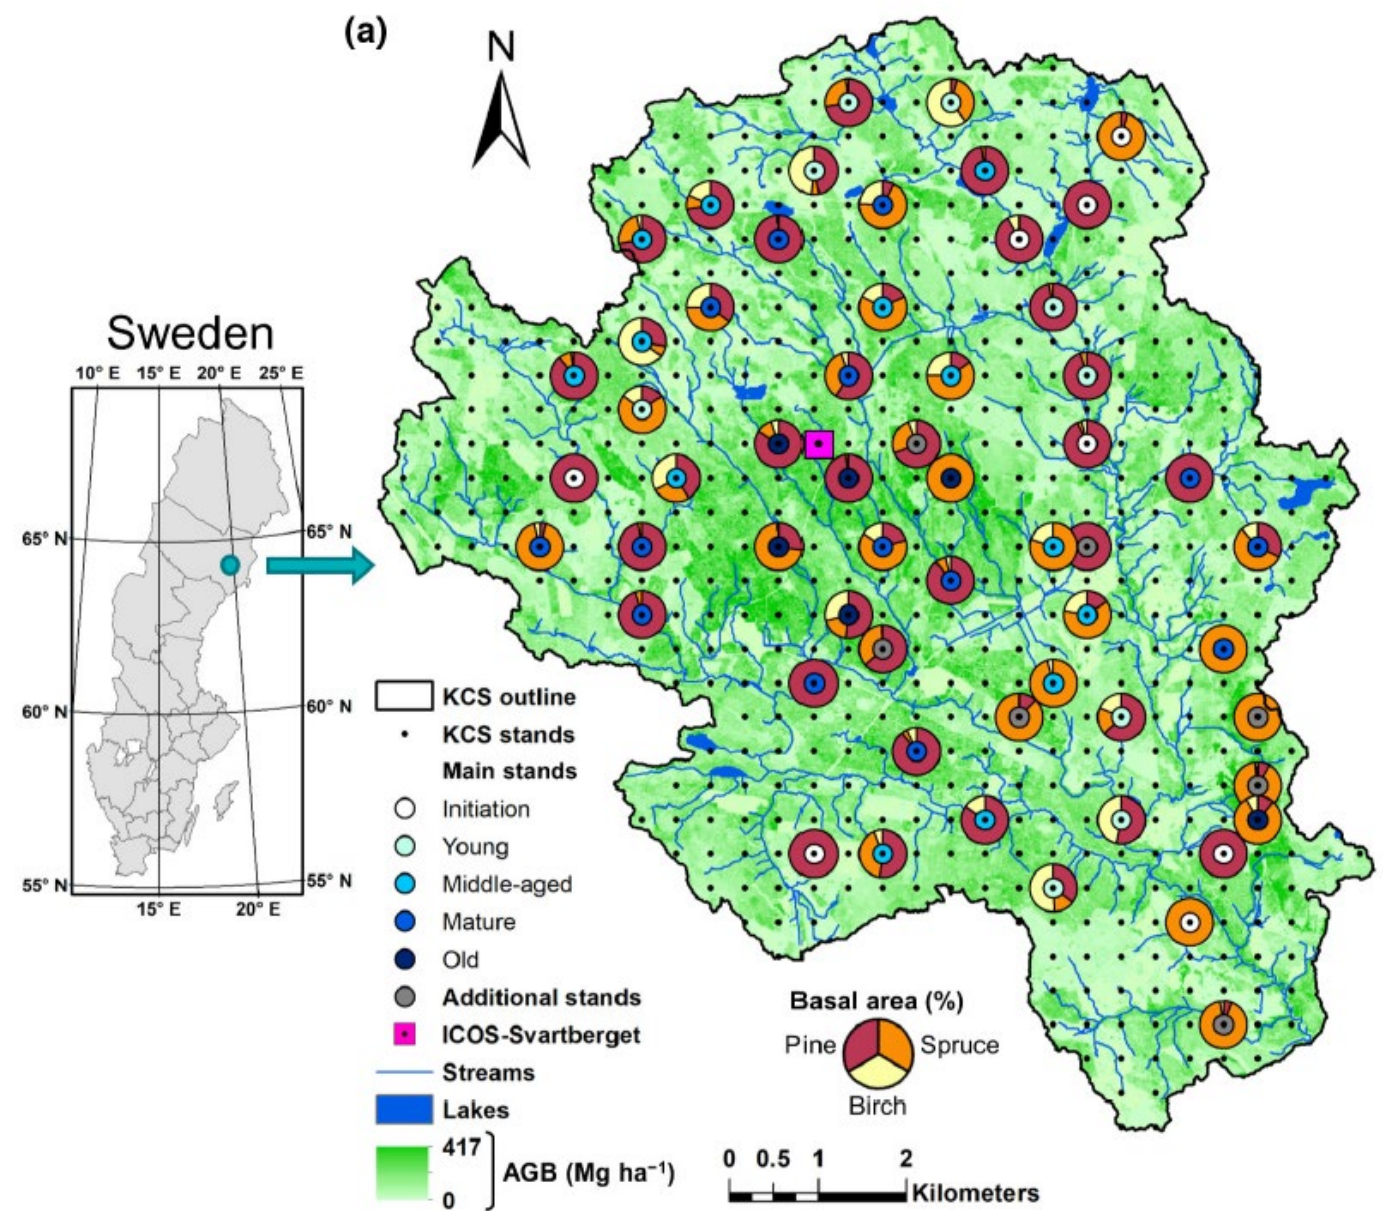 (a)
N
Sweden
10° E 15° E 20° E 25° E
65° N
65° N
60° N
60° N
55° N
55° N
15° E 20° E
KCS outline
KCS stands
Main stands
Initiation
Young
Middle-aged
Mature
Old
Additional stands
ICOS-Svartberget
Streams
Lakes
417
AGB (Mg ha⁻¹)
0
Basal area (%)
Pine Spruce
Birch
0 0.5 1 2
Kilometers